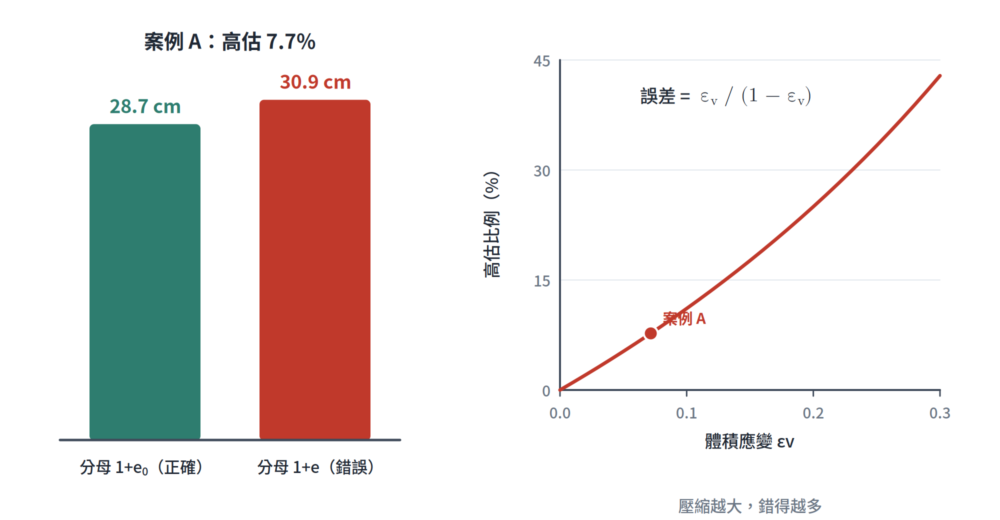 案例 A：高估 7.7%
28.7 cm
30.9 cm
分母 1+e₀（正確）
分母 1+e（錯誤）
高估比例（%）
45
30
15
0
誤差 = εᵥ / (1 − εᵥ)
案例 A
0.0
0.1
0.2
0.3
體積應變 εv
壓縮越大，錯得越多